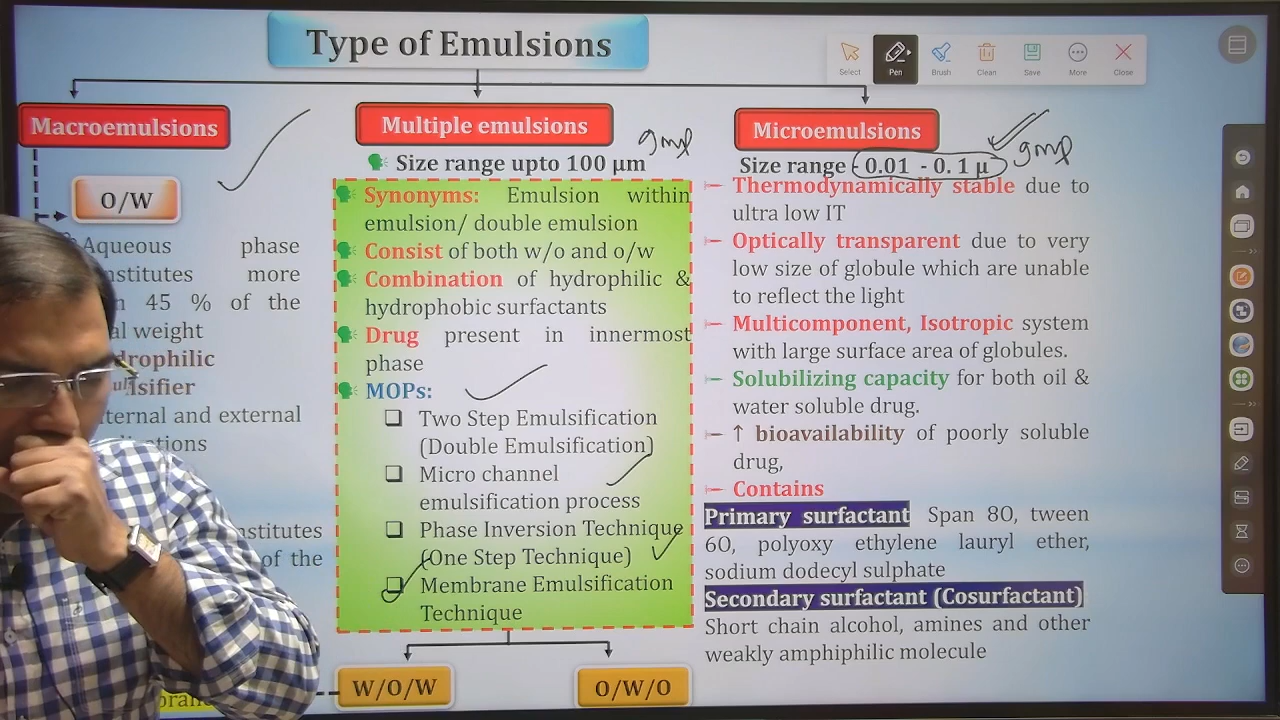 Type of Emulsions
Select
Pen
Brush
Clean
Save
More
Close
Macroemulsions
O/W
Aqueous phase
more
45 % of the
weight
ternal and external
nstitutes
of the
Multiple emulsions
gmp
Size range upto 100 µm
Synonyms: Emulsion within
emulsion/ double emulsion
Consist of both w/o and o/w
Combination of hydrophilic &
hydrophobic surfactants
Drug present in innermost
phase
MOPs:
Two Step Emulsification
(Double Emulsification)
Micro channel
emulsification process
Phase Inversion Technique
(One Step Technique)
Membrane Emulsification
Technique
W/O/W
O/W/O
Microemulsions
Size range - 0.01 - 0.1 µ
gmp
Thermodynamically stable due to
ultra low IT
Optically transparent due to very
low size of globule which are unable
to reflect the light
Multicomponent, Isotropic system
with large surface area of globules.
Solubilizing capacity for both oil &
water soluble drug.
↑ bioavailability of poorly soluble
drug,
Contains
Primary surfactant Span 80, tween
60, polyoxy ethylene lauryl ether,
sodium dodecyl sulphate
Secondary surfactant (Cosurfactant)
Short chain alcohol, amines and other
weakly amphiphilic molecule